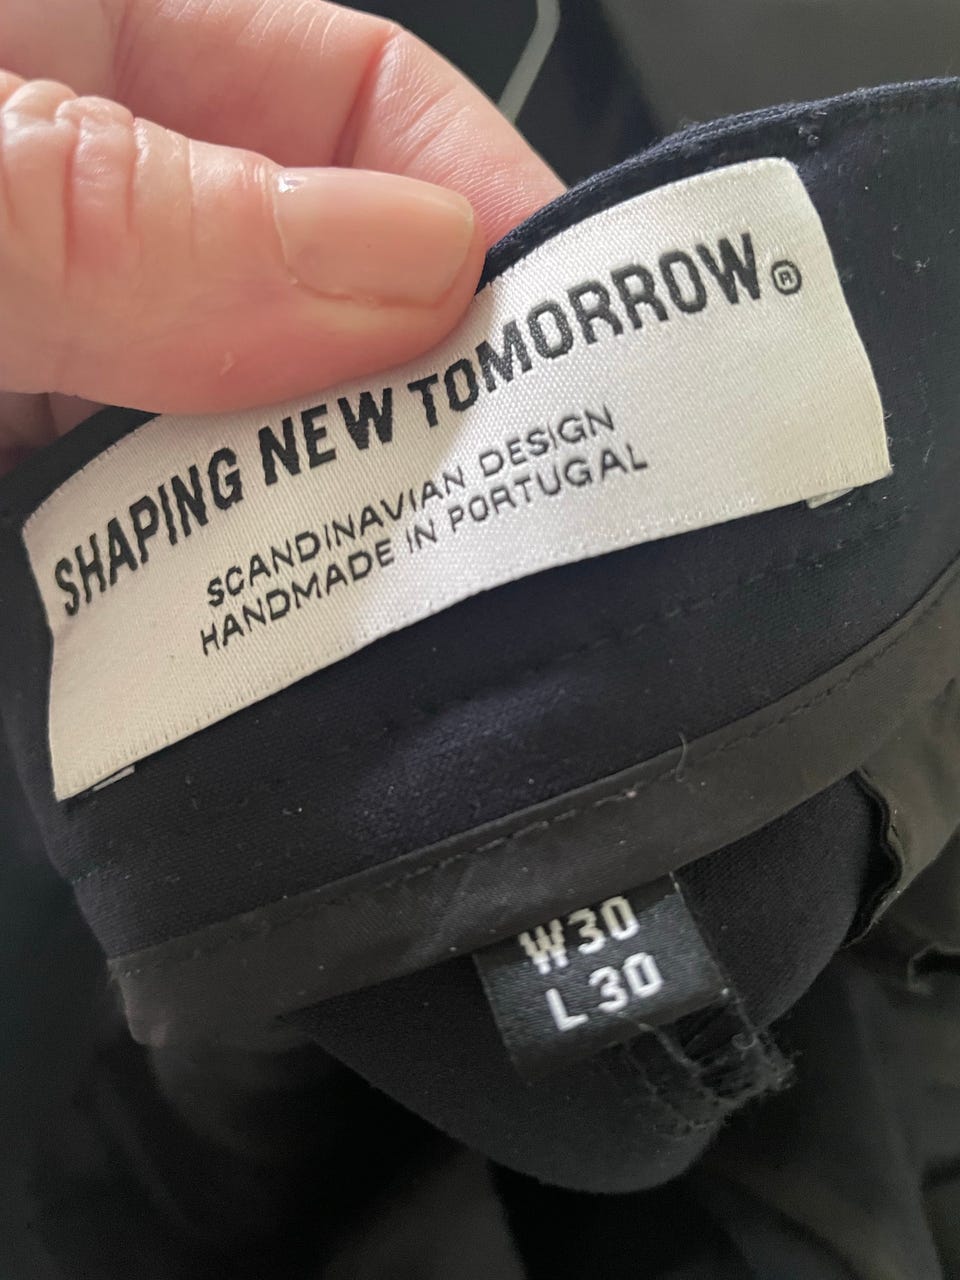 SHAPING NEW TOMORROW®
SCANDINAVIAN DESIGN
HANDMADE IN PORTUGAL
W30
L30